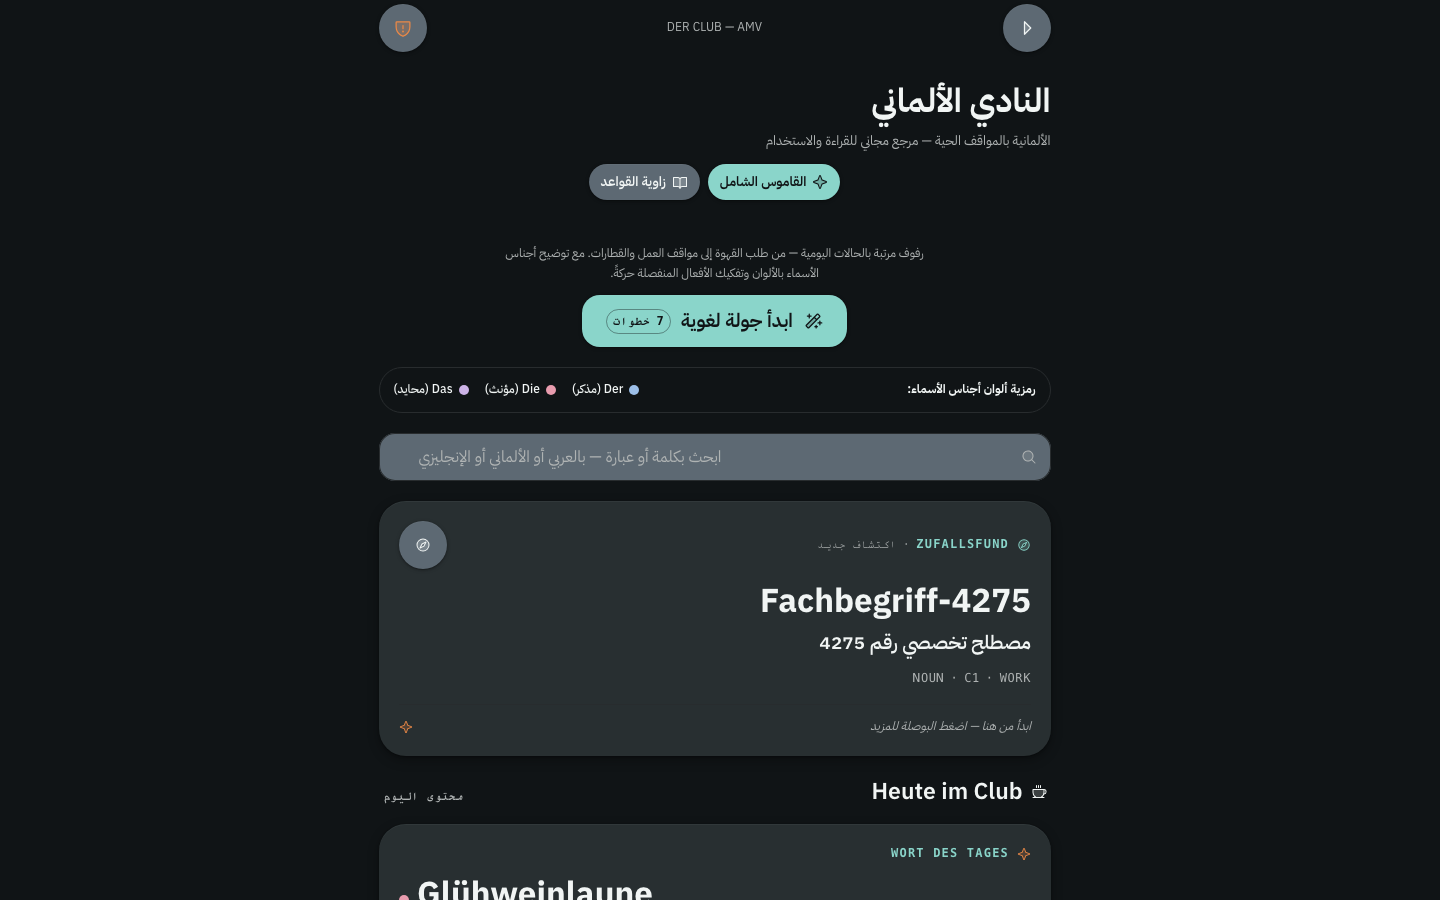 DER CLUB — AMV
النادي الألماني
الألمانية بالمواقف الحية — مرجع مجاني للقراءة والاستخدام
القاموس الشامل
زاوية القواعد
رفوف مرتبة بالحالات اليومية — من طلب القهوة إلى مواقف العمل والقطارات. مع توضيح أجناس
الأسماء بالألوان وتفكيك الأفعال المنفصلة حركةً.
ابدأ جولة لغوية 7 خطوات
رمزية ألوان أجناس الأسماء:
Der (مذكر)
Die (مؤنث)
Das (محايد)
ابحث بكلمة أو عبارة — بالعربي أو الألماني أو الإنجليزي
ZUFALLSFUND · اكتشاف جديد
Fachbegriff-4275
مصطلح تخصصي رقم 4275
NOUN · C1 · WORK
ابدأ من هنا — اضغط البوصلة للمزيد
Heute im Club
محتوى اليوم
WORT DES TAGES
Glühweinlaune